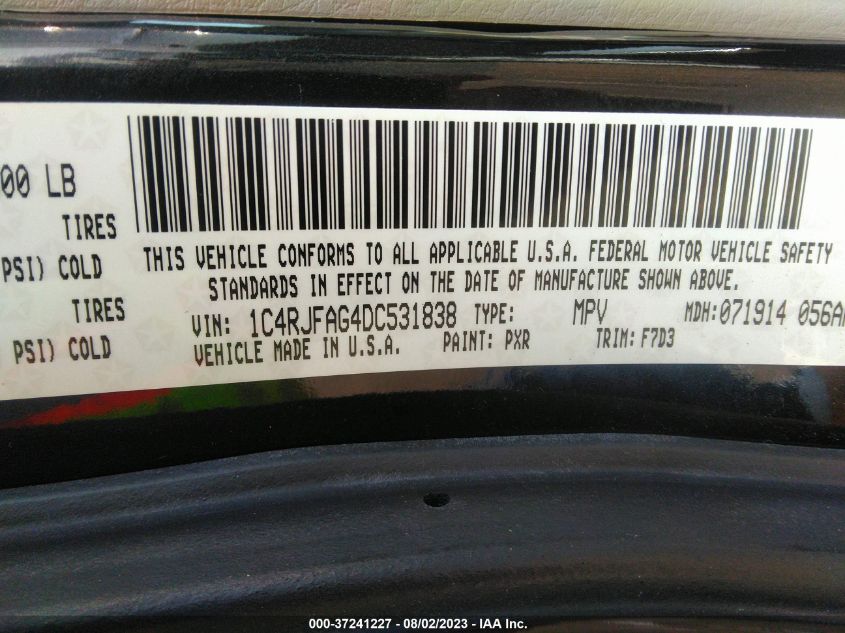 00 LB
TIRES
PSI) COLD
TIRES
PSI) COLD
THIS VEHICLE CONFORMS TO ALL APPLICABLE U.S.A. FEDERAL MOTOR VEHICLE SAFETY
STANDARDS IN EFFECT ON THE DATE OF MANUFACTURE SHOWN ABOVE.
VIN: 1C4RJFAG4DC531838 TYPE: MPV MDH:071914 056A
VEHICLE MADE IN U.S.A. PAINT: PXR TRIM: F7D3
000-37241227 - 08/02/2023 - IAA Inc.